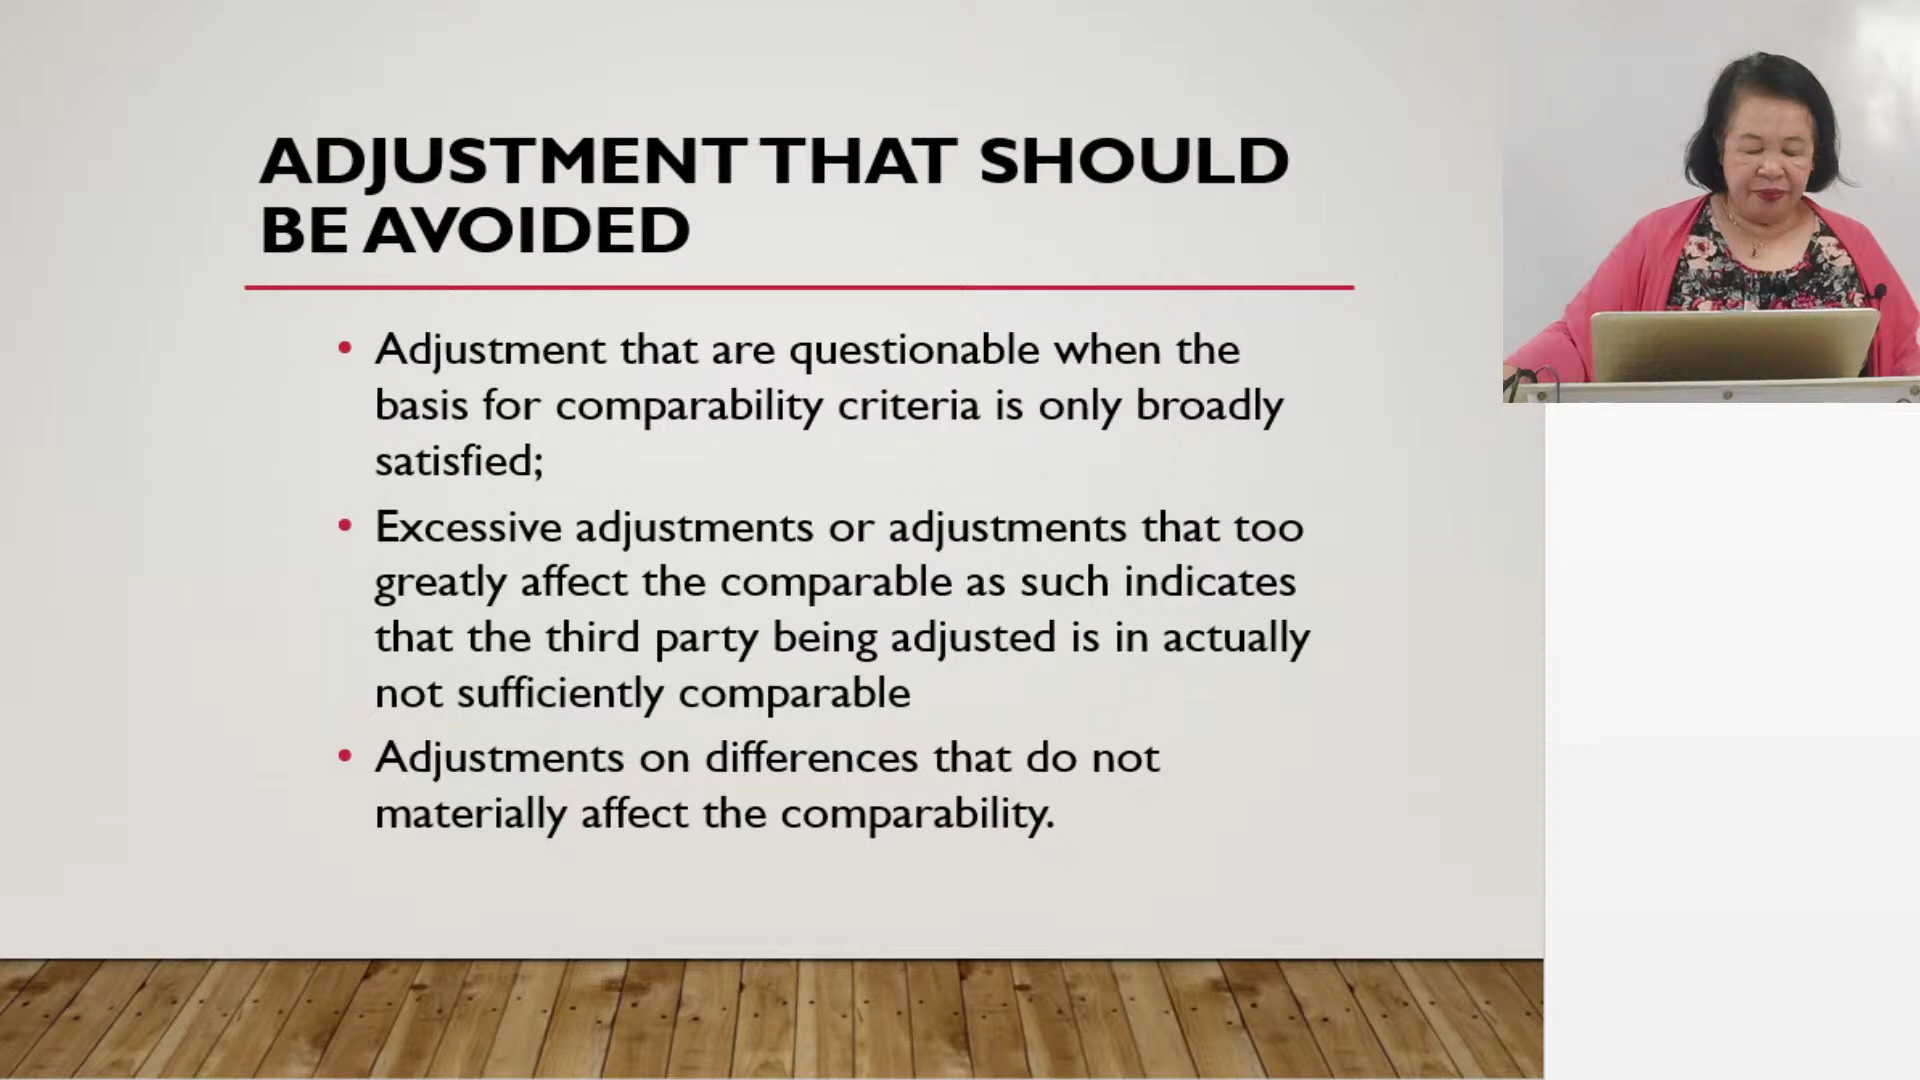 ADJUSTMENT THAT SHOULD
BE AVOIDED
• Adjustment that are questionable when the
basis for comparability criteria is only broadly
satisfied;
• Excessive adjustments or adjustments that too
greatly affect the comparable as such indicates
that the third party being adjusted is in actually
not sufficiently comparable
• Adjustments on differences that do not
materially affect the comparability.